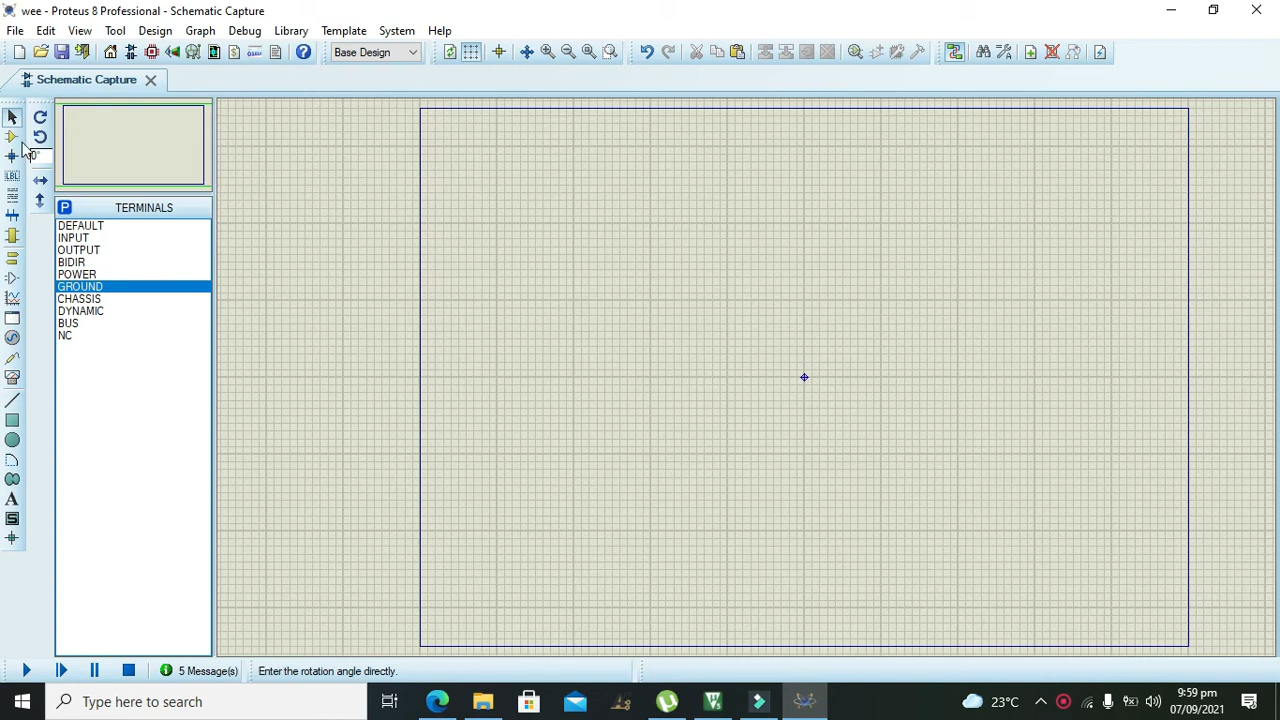 wee - Proteus 8 Professional - Schematic Capture
File Edit View Tool Design Graph Debug Library Template System Help
Base Design
Schematic Capture
LBL
P TERMINALS
DEFAULT
INPUT
OUTPUT
BIDIR
POWER
GROUND
CHASSIS
DYNAMIC
BUS
NC
A
S
5 Message(s) Enter the rotation angle directly.
Type here to search
23°C
9:59 pm
07/09/2021